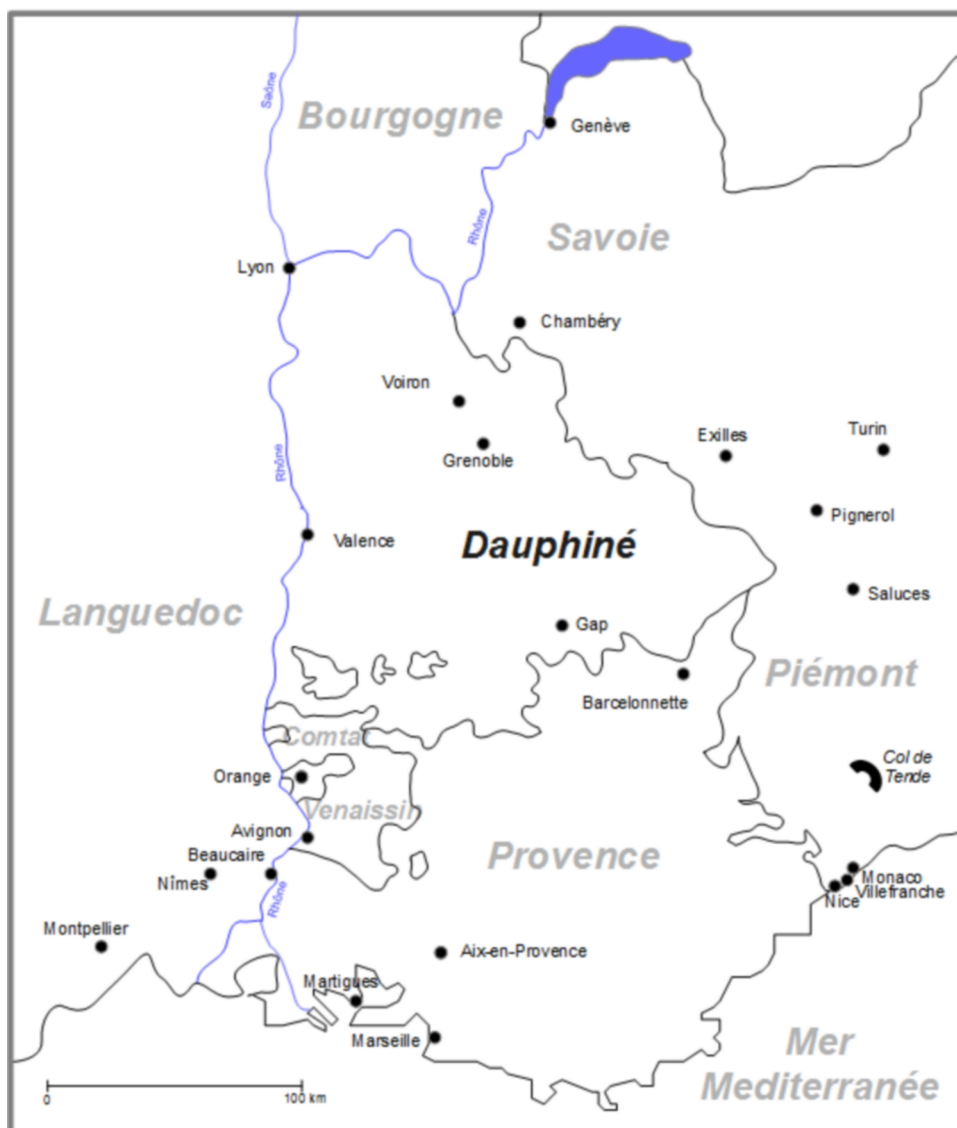 Saône
Bourgogne
Genève
Rhône
Savoie
Lyon
Chambéry
Voiron
Grenoble
Exilles
Turin
Rhône
Pignerol
Valence
Dauphiné
Languedoc
Saluces
Gap
Piémont
Barcelonnette
Comtat
Col de
Tende
Orange
Venaissin
Avignon
Provence
Beaucaire
Nîmes
Monaco
Villefranche
Nice
Rhône
Montpellier
Aix-en-Provence
Martigues
Marseille
Mer
Mediterranée
0
100 km